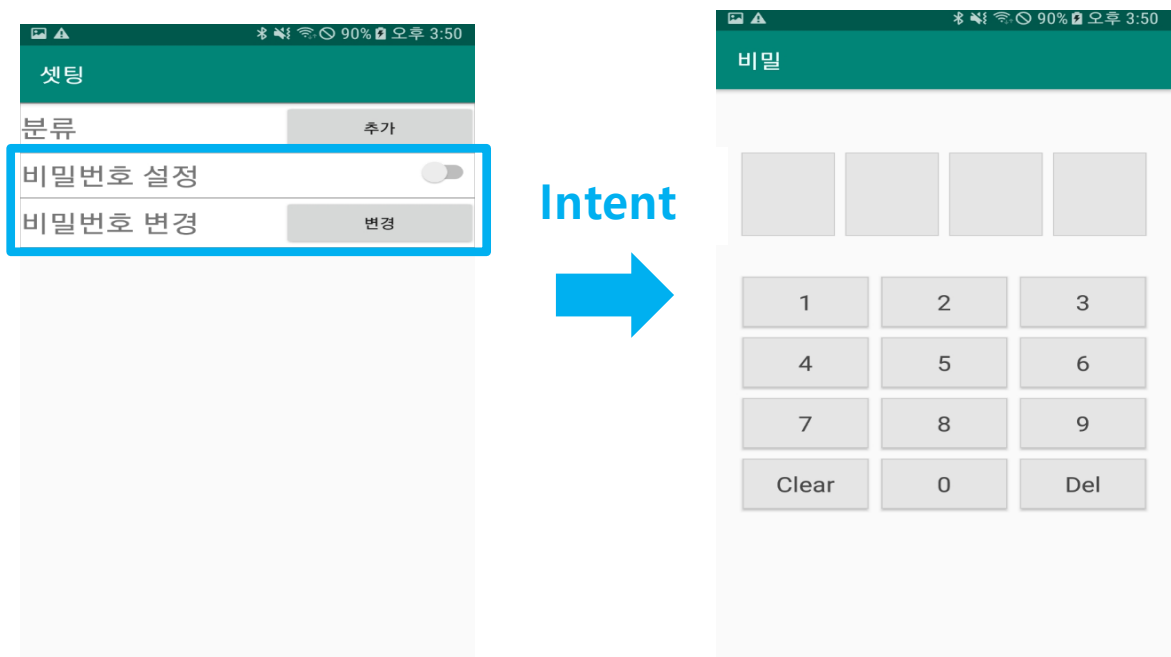 90% 오후 3:50
셋팅
분류 추가
비밀번호 설정
비밀번호 변경 변경
Intent
90% 오후 3:50
비밀
1 2 3
4 5 6
7 8 9
Clear 0 Del